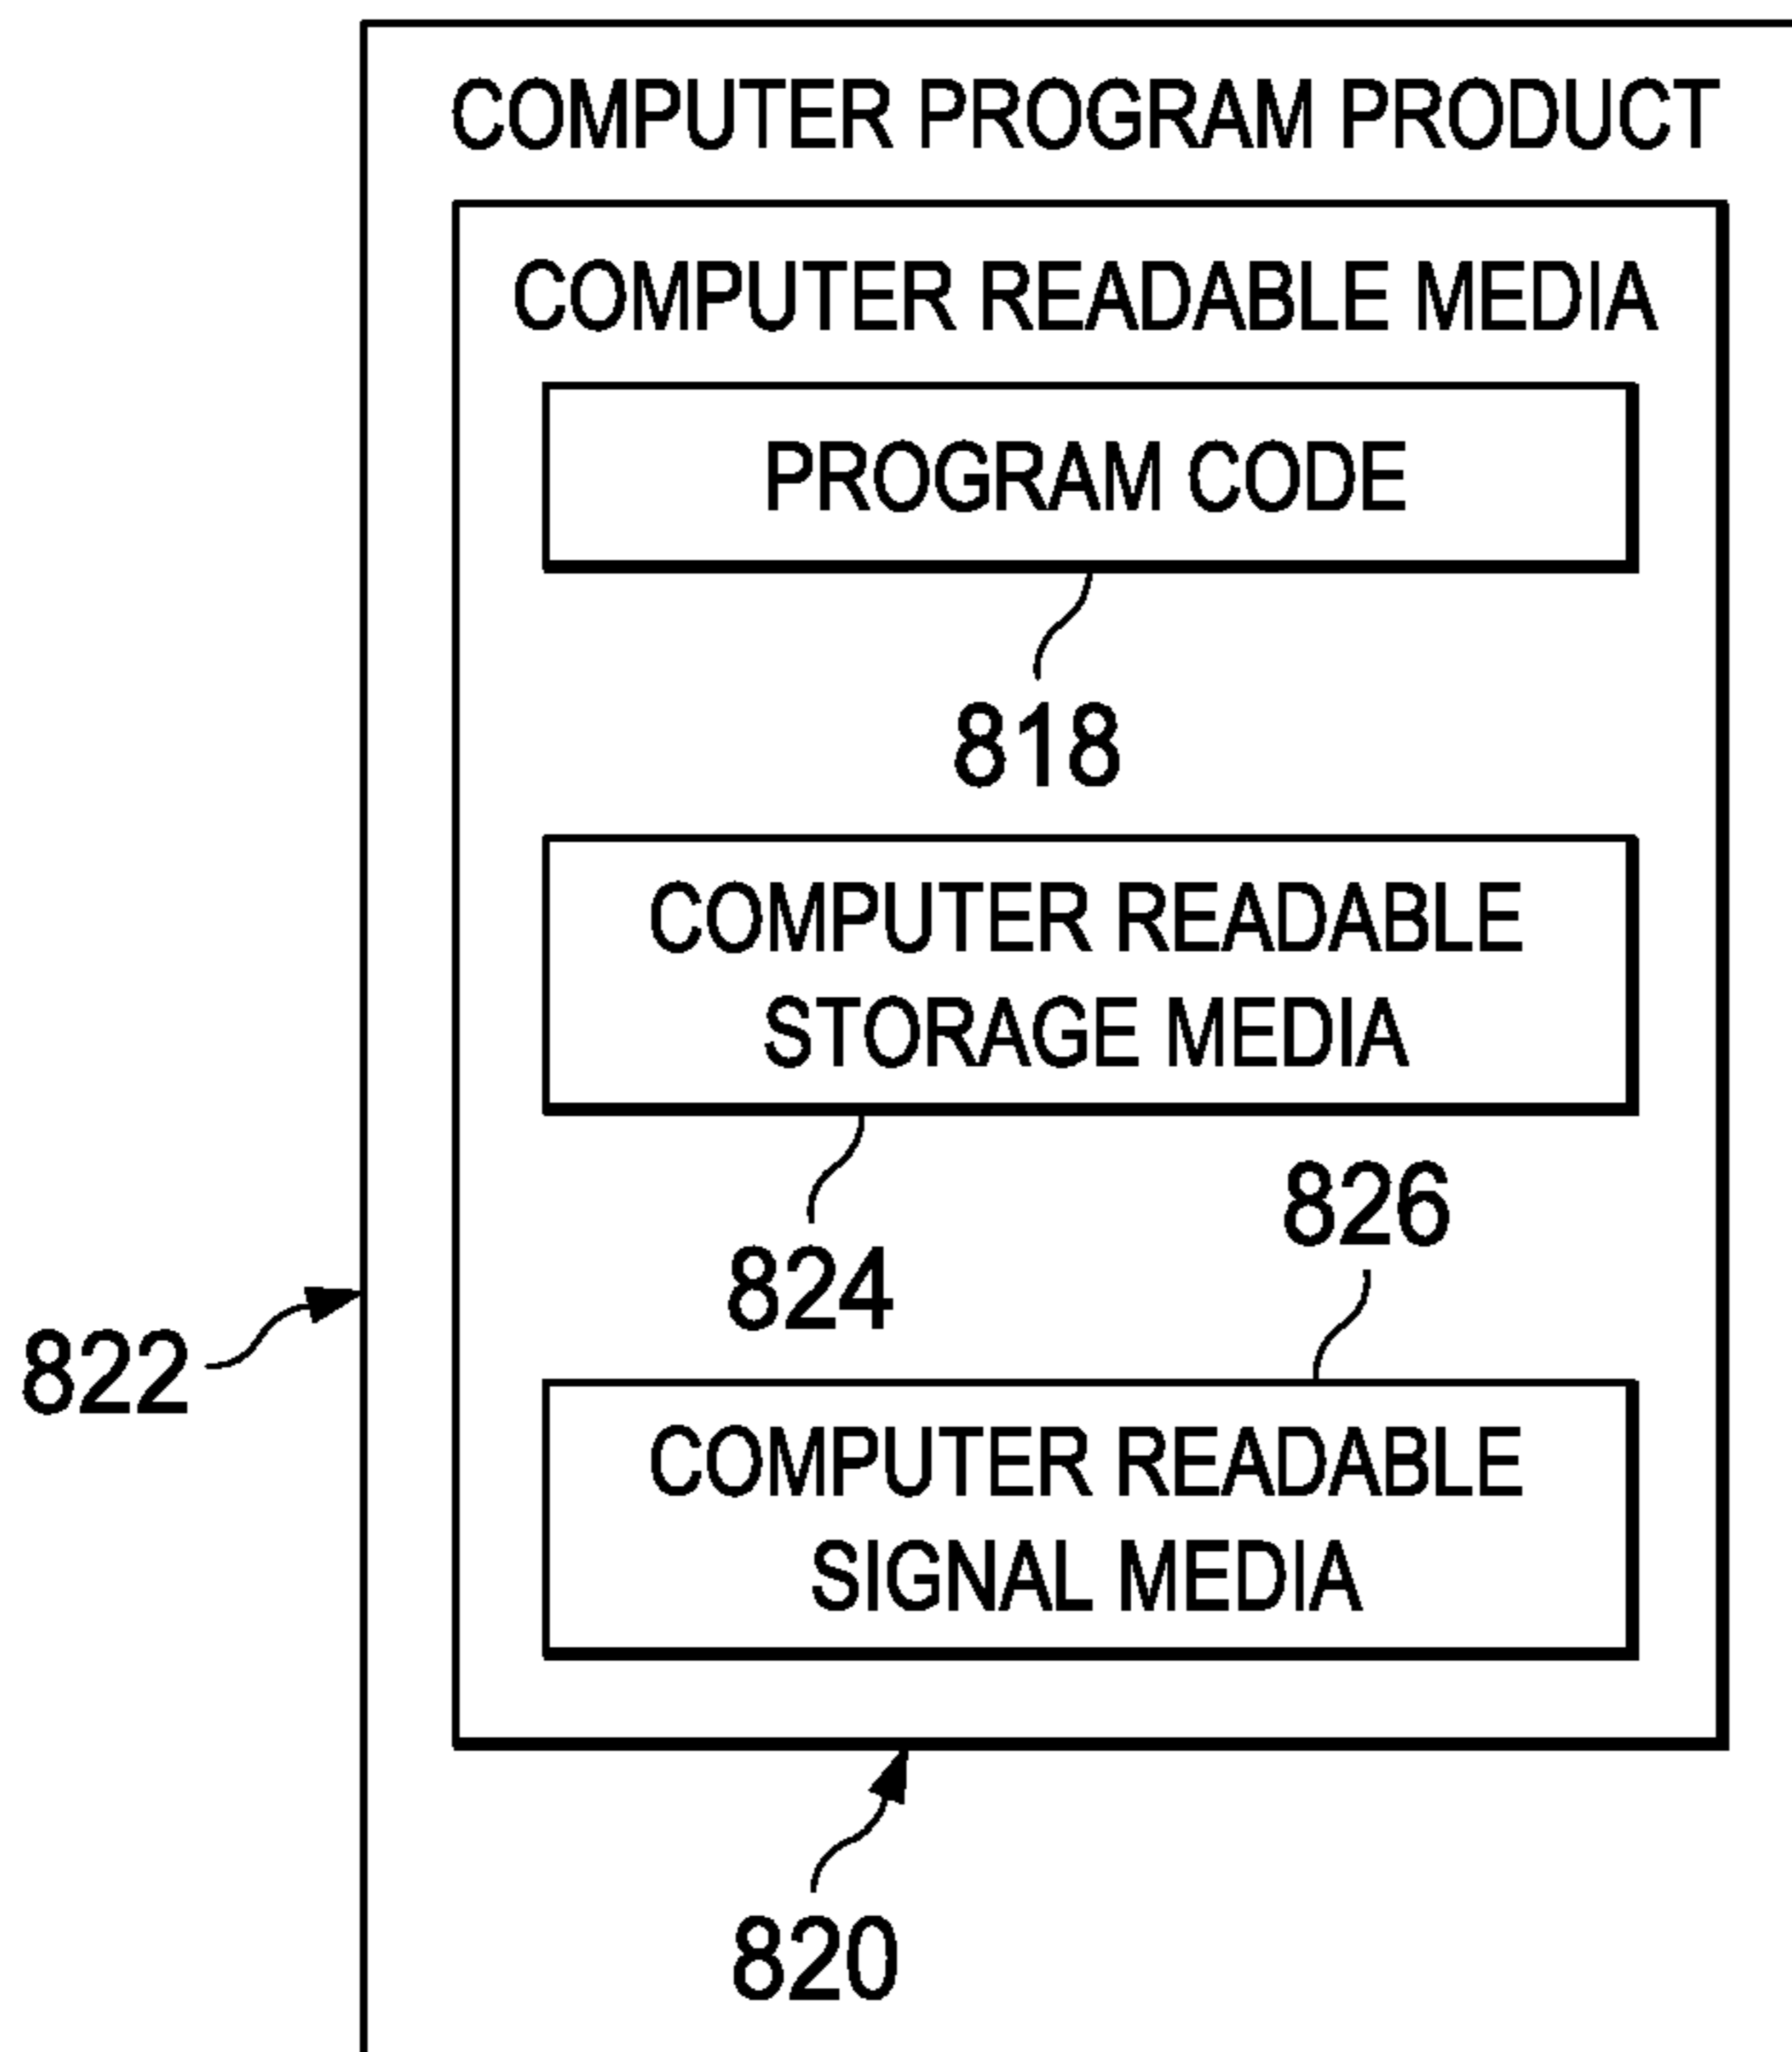 COMPUTER PROGRAM PRODUCT
COMPUTER READABLE MEDIA
PROGRAM CODE
818
COMPUTER READABLE
STORAGE MEDIA
826
824
822
COMPUTER READABLE
SIGNAL MEDIA
820